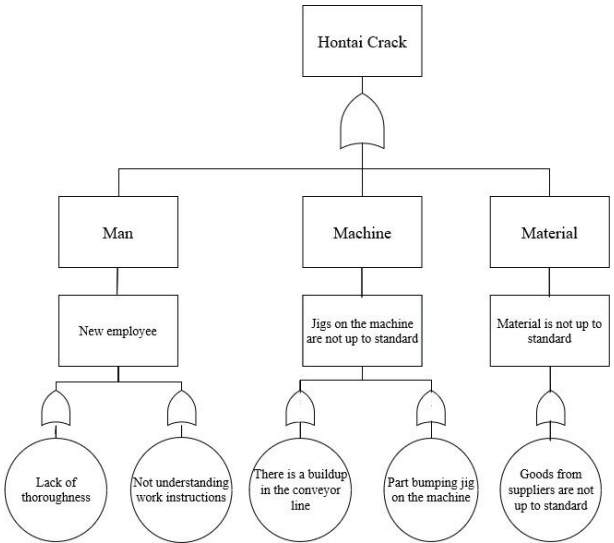 Hontai Crack
Man
Machine
Material
New employee
Jigs on the machine
are not up to standard
Material is not up to
standard
Lack of
thoroughness
Not understanding
work instructions
There is a buildup
in the conveyor
line
Part bumping jig
on the machine
Goods from
suppliers are not
up to standard